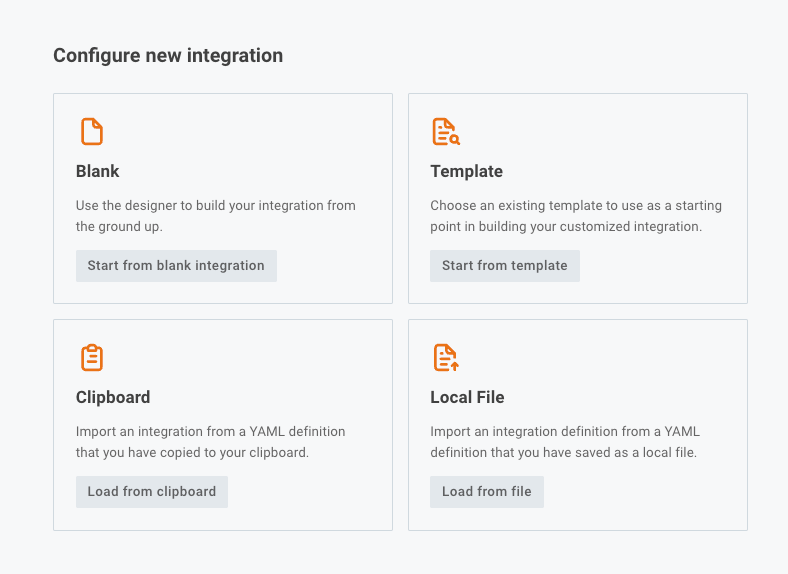 Configure new integration
Blank
Use the designer to build your integration from
the ground up.
Start from blank integration
Template
Choose an existing template to use as a starting
point in building your customized integration.
Start from template
Clipboard
Import an integration from a YAML definition
that you have copied to your clipboard.
Load from clipboard
Local File
Import an integration definition from a YAML
definition that you have saved as a local file.
Load from file